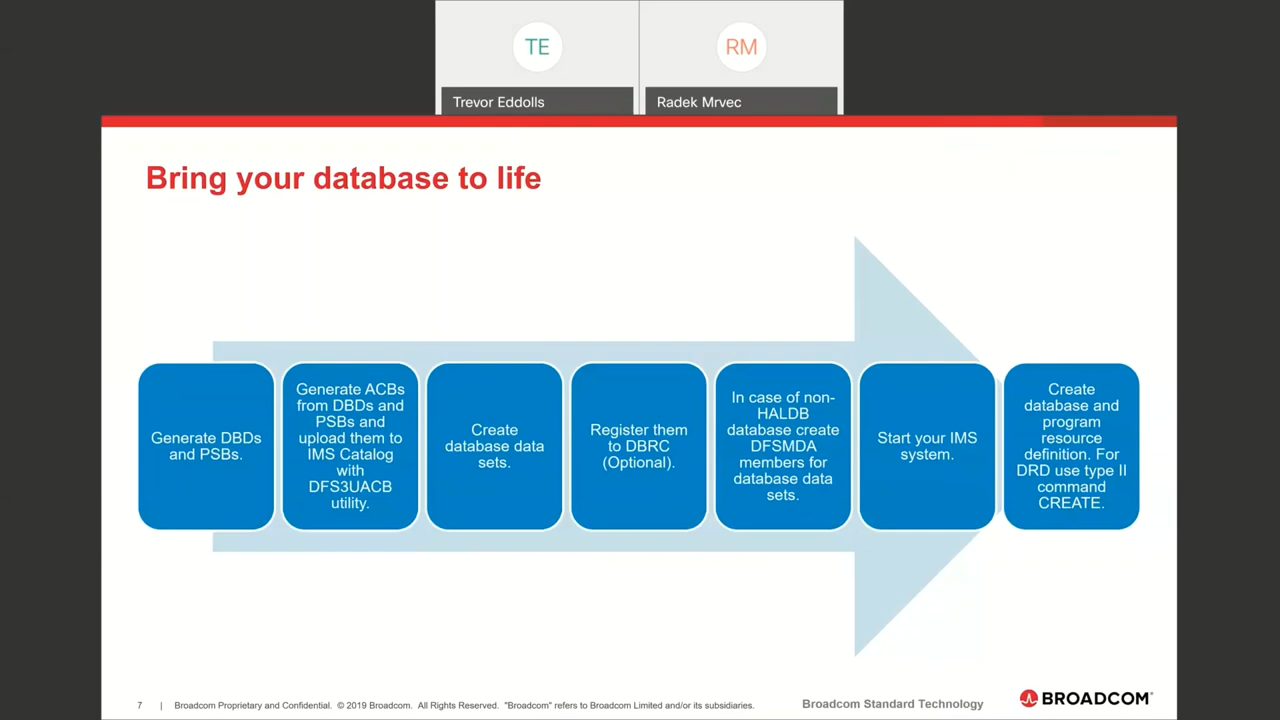 TE
RM
Trevor Eddolls
Radek Mrvec
Bring your database to life
Generate DBDs
and PSBs.
Generate ACBs
from DBDs and
PSBs and
upload them to
IMS Catalog
with
DFS3UACB
utility.
Create
database data
sets.
Register them
to DBRC
(Optional).
In case of non-
HALDB
database create
DFSMDA
members for
database data
sets.
Start your IMS
system.
Create
database and
program
resource
definition. For
DRD use type II
command
CREATE.
7 | Broadcom Proprietary and Confidential. © 2019 Broadcom. All Rights Reserved. "Broadcom" refers to Broadcom Limited and/or its subsidiaries.
Broadcom Standard Technology
BROADCOM®